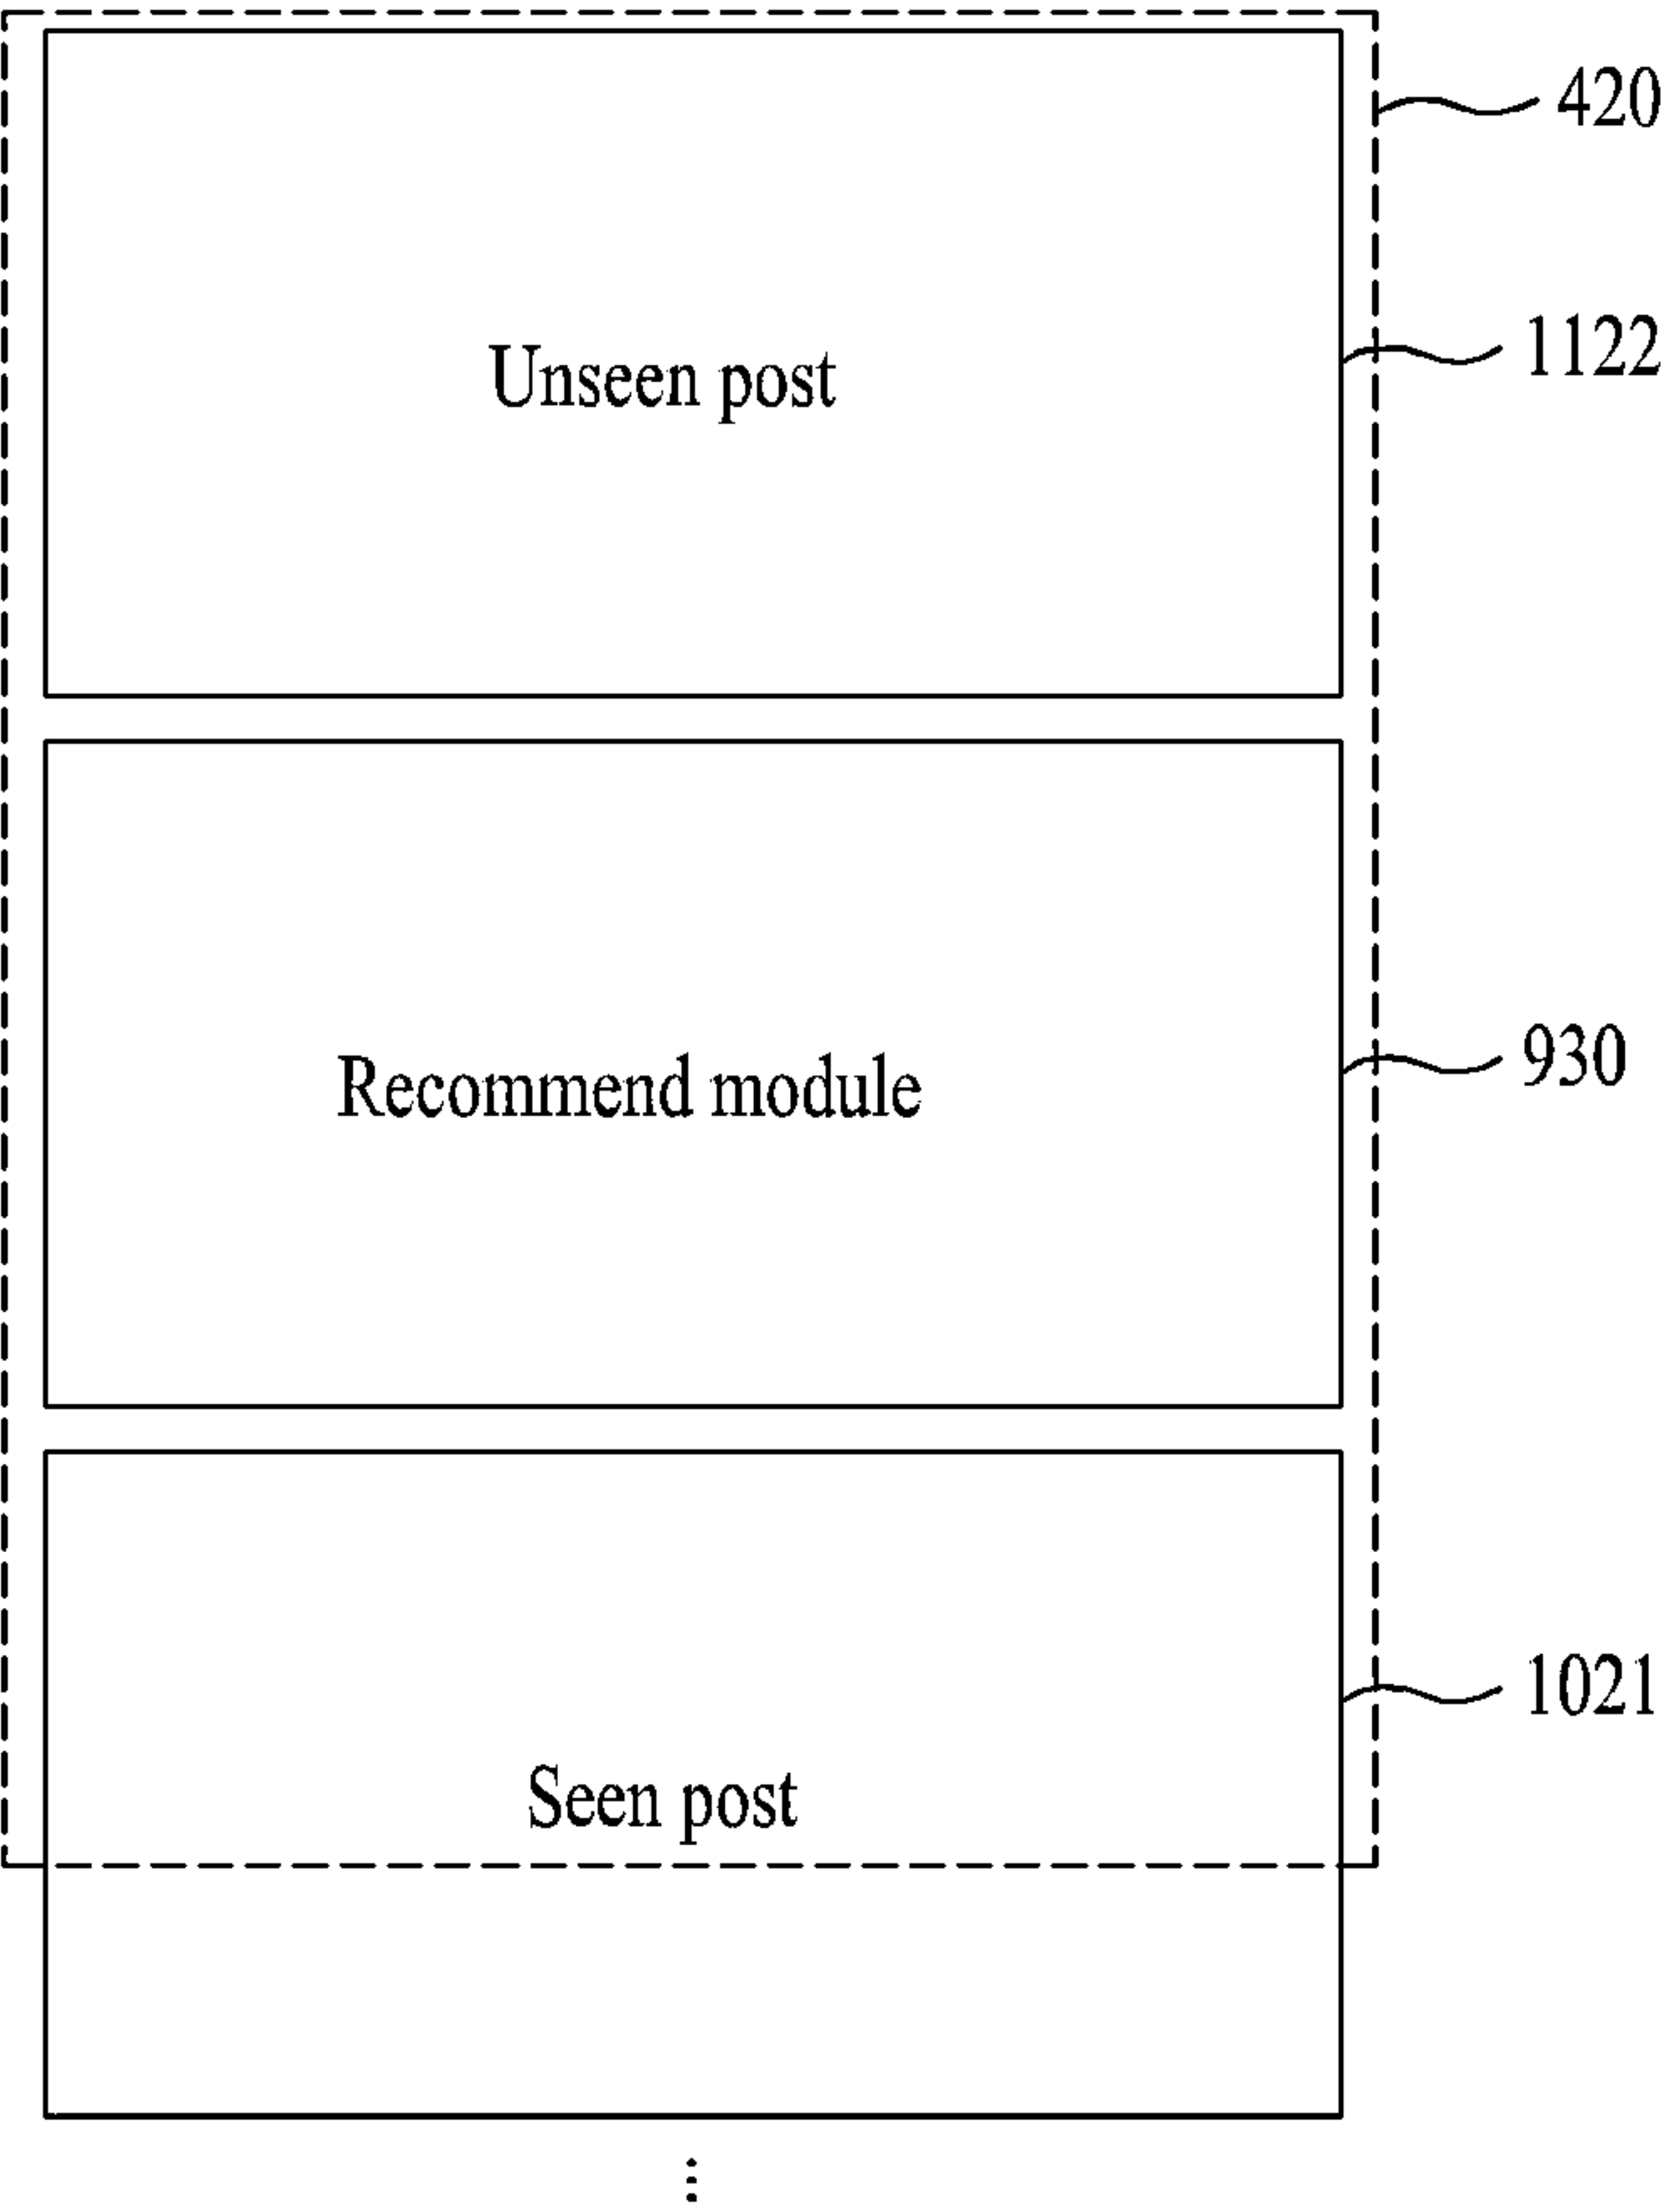 420
Unseen post
1122
Recommend module
930
Seen post
1021